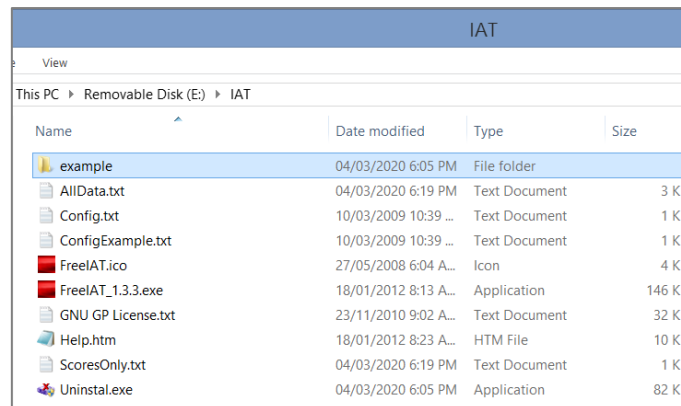 IAT
View
This PC ▸ Removable Disk (E:) ▸ IAT
Name Date modified Type Size
example 04/03/2020 6:05 PM File folder
AllData.txt 04/03/2020 6:19 PM Text Document 3 K
Config.txt 10/03/2009 10:39 ... Text Document 1 K
ConfigExample.txt 10/03/2009 10:39 ... Text Document 1 K
FreeIAT.ico 27/05/2008 6:04 A... Icon 4 K
FreeIAT_1.3.3.exe 18/01/2012 8:13 A... Application 146 K
GNU GP License.txt 23/11/2010 9:02 A... Text Document 32 K
Help.htm 18/01/2012 8:23 A... HTM File 10 K
ScoresOnly.txt 04/03/2020 6:19 PM Text Document 1 K
Uninstal.exe 04/03/2020 6:05 PM Application 82 K